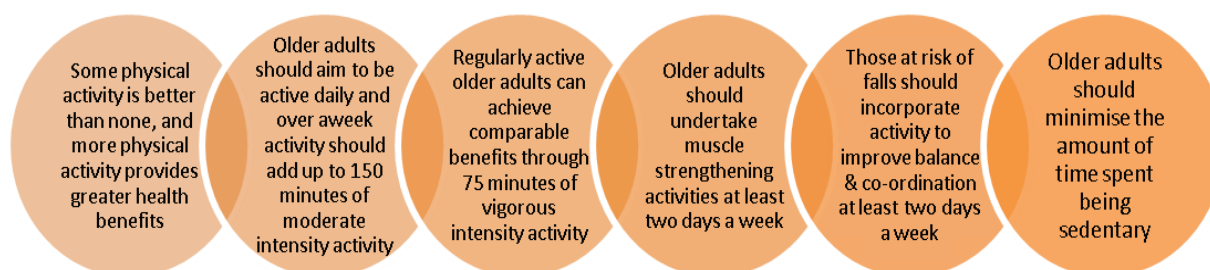 Some physical
activity is better
than none, and
more physical
activity provides
greater health
benefits
Older adults
should aim to be
active daily and
over aweek
activity should
add up to 150
minutes of
moderate
intensity activity
Regularly active
older adults can
achieve
comparable
benefits through
75 minutes of
vigorous
intensity activity
Older adults
should
undertake
muscle
strengthening
activities at least
two days a week
Those at risk of
falls should
incorporate
activity to
improve balance
& co-ordination
at least two days
a week
Older adults
should
minimise the
amount of
time spent
being
sedentary